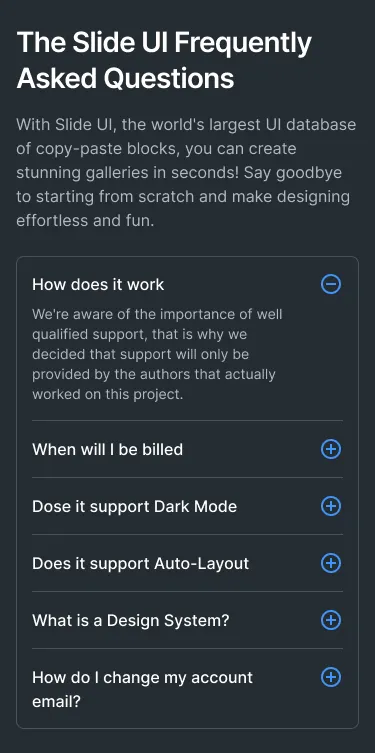 The Slide UI Frequently
Asked Questions
With Slide UI, the world's largest UI database
of copy-paste blocks, you can create
stunning galleries in seconds! Say goodbye
to starting from scratch and make designing
effortless and fun.
How does it work
We're aware of the importance of well
qualified support, that is why we
decided that support will only be
provided by the authors that actually
worked on this project.
When will I be billed
Dose it support Dark Mode
Does it support Auto-Layout
What is a Design System?
How do I change my account
email?